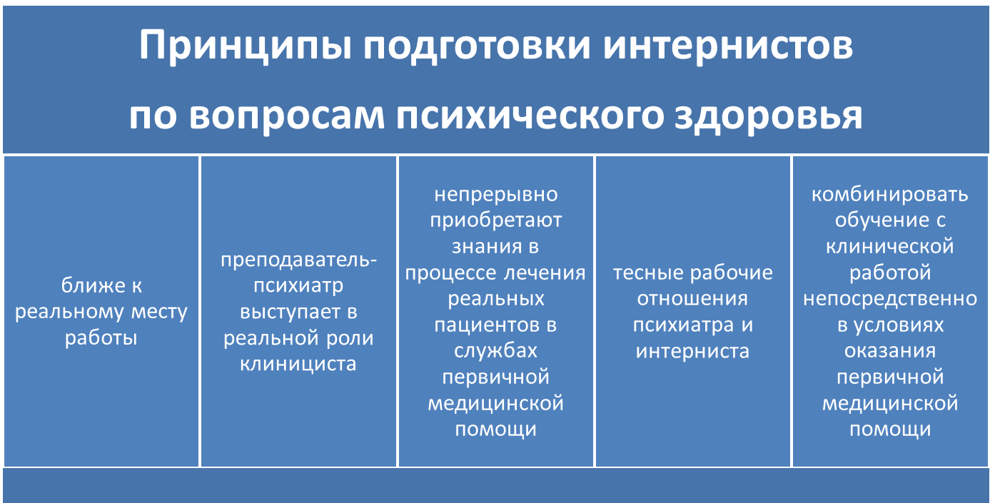 Принципы подготовки интернистов
по вопросам психического здоровья
ближе к
реальному месту
работы
преподаватель-
психиатр
выступает в
реальной роли
клинициста
непрерывно
приобретают
знания в
процессе лечения
реальных
пациентов в
службах
первичной
медицинской
помощи
тесные рабочие
отношения
психиатра и
интерниста
комбинировать
обучение с
клинической
работой
непосредственно
в условиях
оказания
первичной
медицинской
помощи